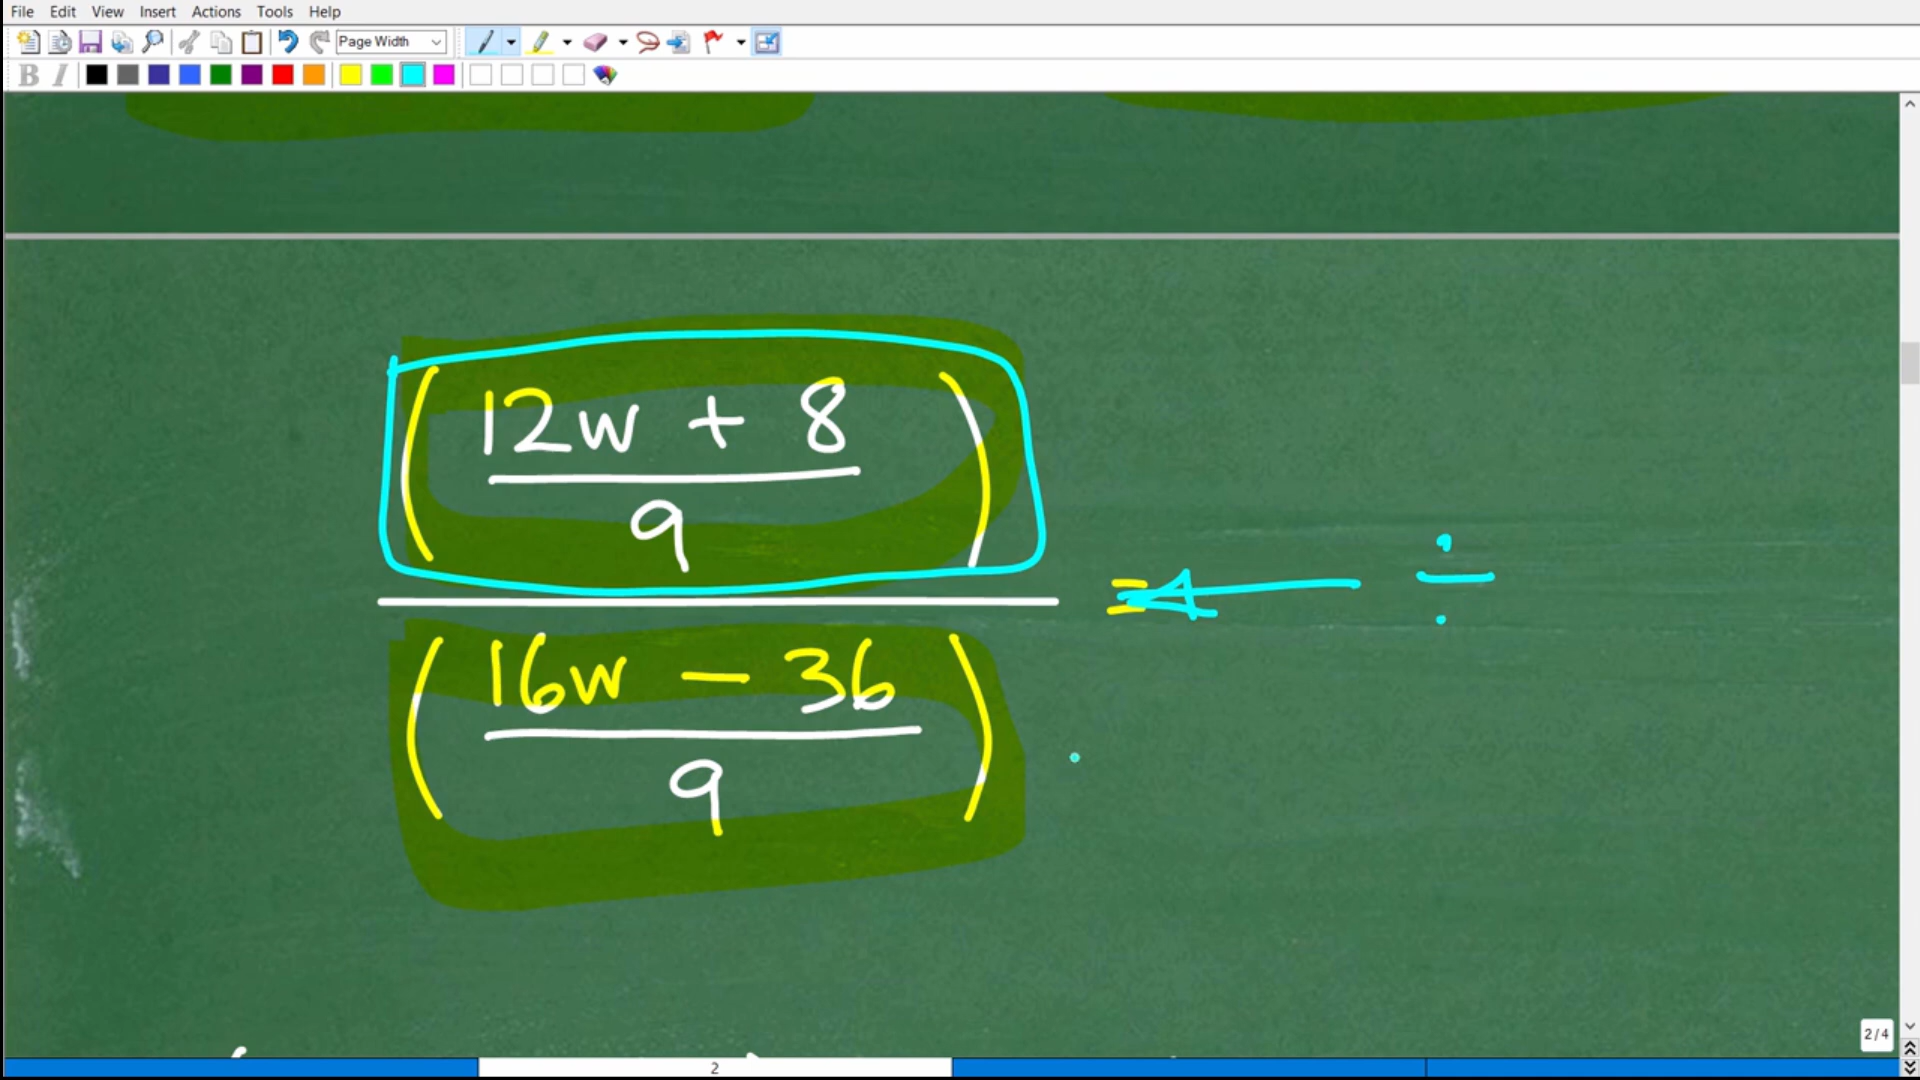 File Edit View Insert Actions Tools Help
Page Width
B I
( 12w + 8 )
9
=
÷
( 16w - 36 )
9
2/4
2